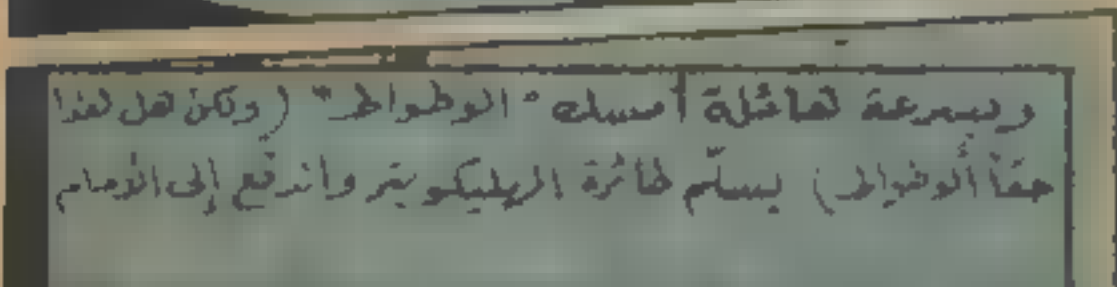 وبسرعة هائلة أمسك "الوطواط" (ولكن هل هذا
حقاً الوطواط) بسلّم طائرة الهليكوبتر واندفع إلى الأمام